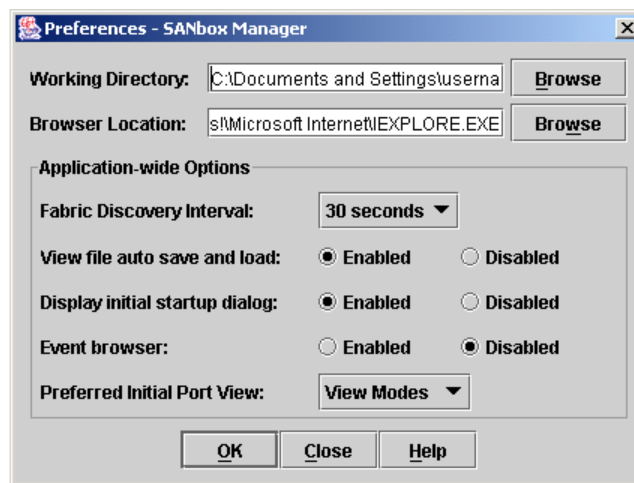 Preferences - SANbox Manager
Working Directory: C:\Documents and Settings\userna Browse
Browser Location: s!\Microsoft Internet\IEXPLORE.EXE Browse
Application-wide Options
Fabric Discovery Interval: 30 seconds
View file auto save and load: Enabled Disabled
Display initial startup dialog: Enabled Disabled
Event browser: Enabled Disabled
Preferred Initial Port View: View Modes
OK Close Help